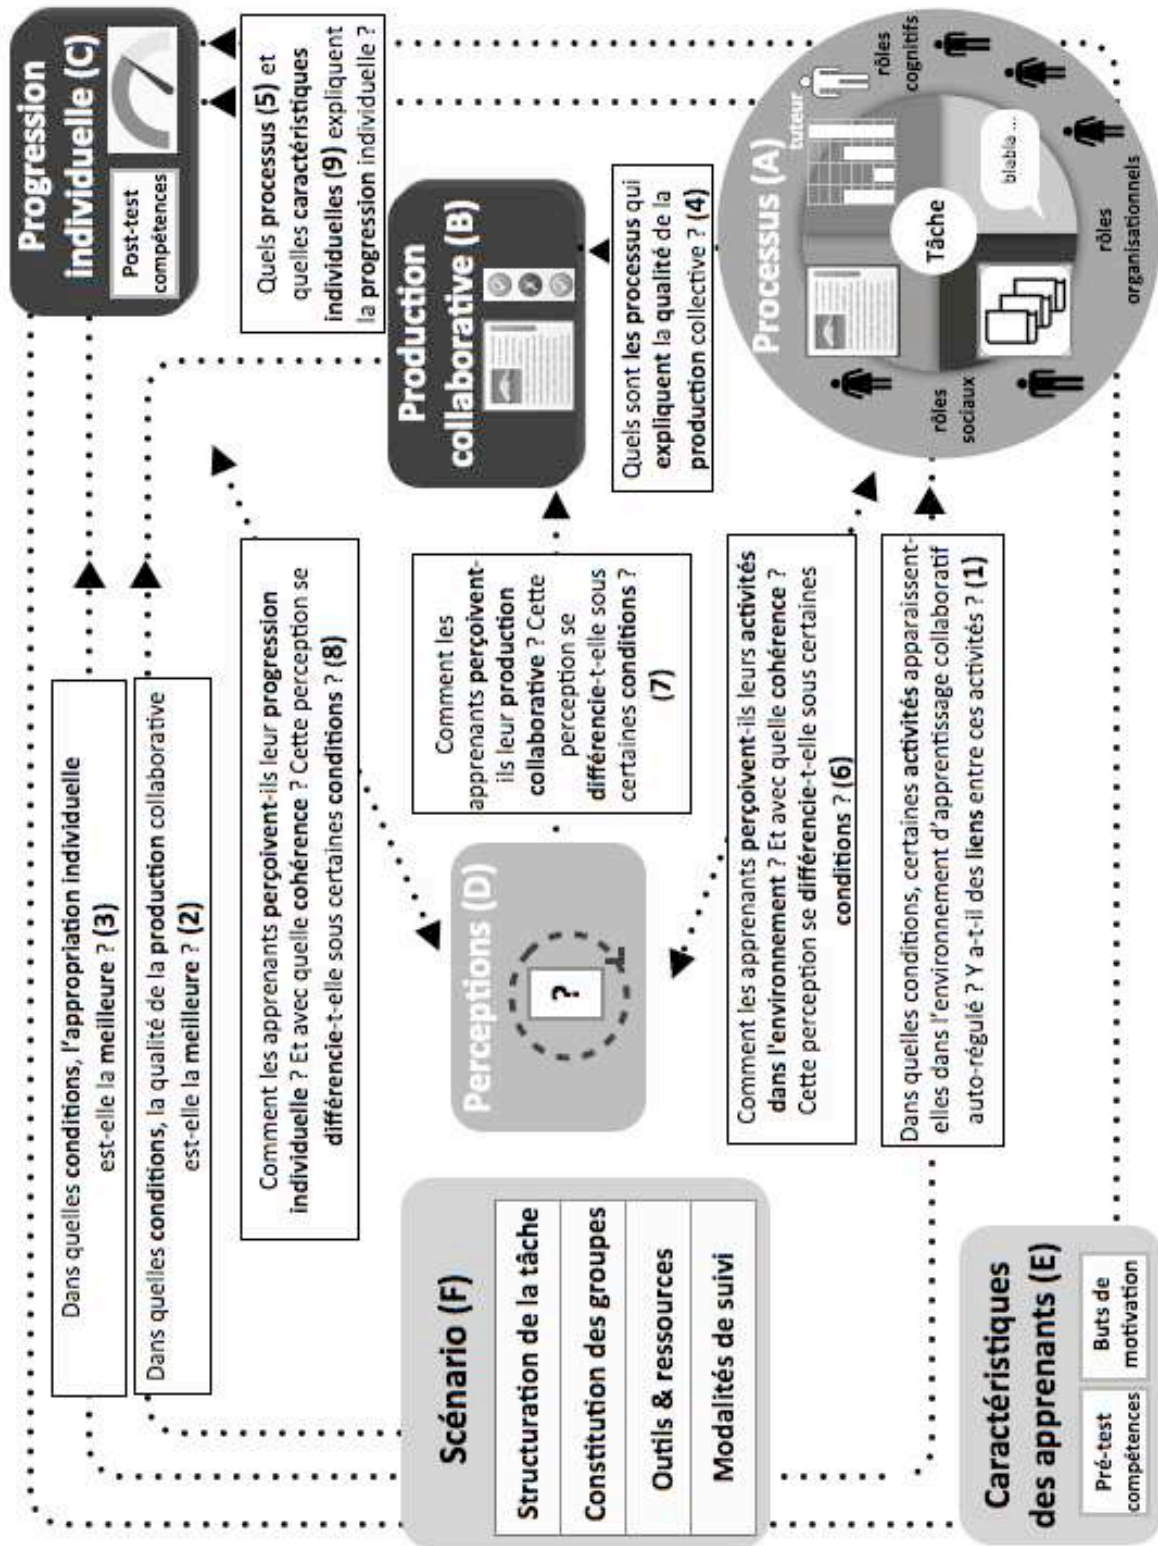 Dans quelles conditions, l'appropriation individuelle
est-elle la meilleure ? (3)
Dans quelles conditions, la qualité de la production collaborative
est-elle la meilleure ? (2)
Progression
individuelle (C)
Post-test
compétences
Comment les apprenants perçoivent-ils leur progression
individuelle ? Et avec quelle cohérence ? Cette perception se
différencie-t-elle sous certaines conditions ? (8)
Quels processus (5) et
quelles caractéristiques
individuelles (9) expliquent
la progression individuelle ?
Scénario (F)
Structuration de la tâche
Constitution des groupes
Outils & ressources
Modalités de suivi
Perceptions (D)
?
Comment les
apprenants perçoivent-
ils leur production
collaborative ? Cette
perception se
différencie-t-elle sous
certaines conditions ?
(7)
Production
collaborative (B)
Quels sont les processus qui
expliquent la qualité de la
production collective ? (4)
Comment les apprenants perçoivent-ils leurs activités
dans l'environnement ? Et avec quelle cohérence ?
Cette perception se différencie-t-elle sous certaines
conditions ? (6)
Dans quelles conditions, certaines activités apparaissent-
elles dans l'environnement d'apprentissage collaboratif
auto-régulé ? Y a-t-il des liens entre ces activités ? (1)
Processus (A)
tuteur
rôles
cognitifs
Tâche
blabla ...
rôles
sociaux
rôles
organisationnels
Caractéristiques
des apprenants (E)
Pré-test
compétences
Buts de
motivation